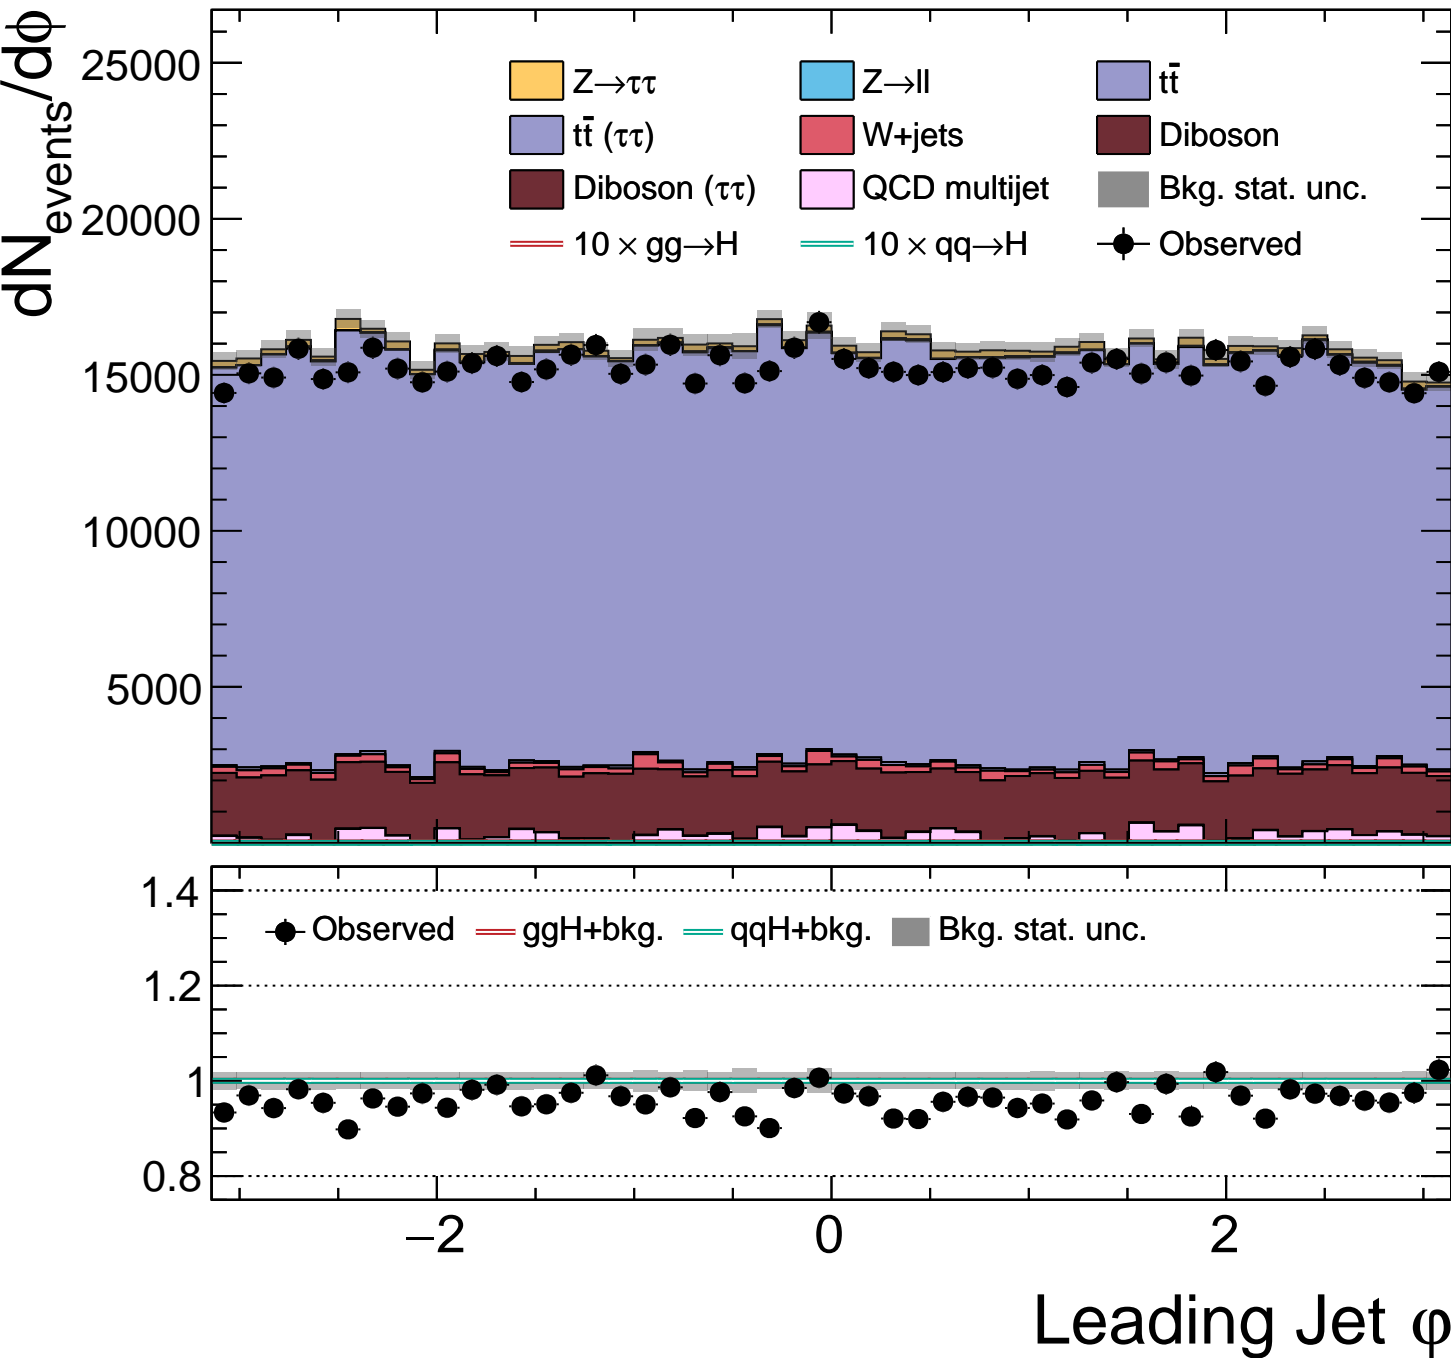 dN_events/dϕ
25000
20000
15000
10000
5000
Z→ττ Z→ll tt̄
tt̄ (ττ) W+jets Diboson
Diboson (ττ) QCD multijet Bkg. stat. unc.
10 × gg→H 10 × qq→H Observed
1.4
1.2
1
0.8
Observed ggH+bkg. qqH+bkg. Bkg. stat. unc.
−2 0 2
Leading Jet φ